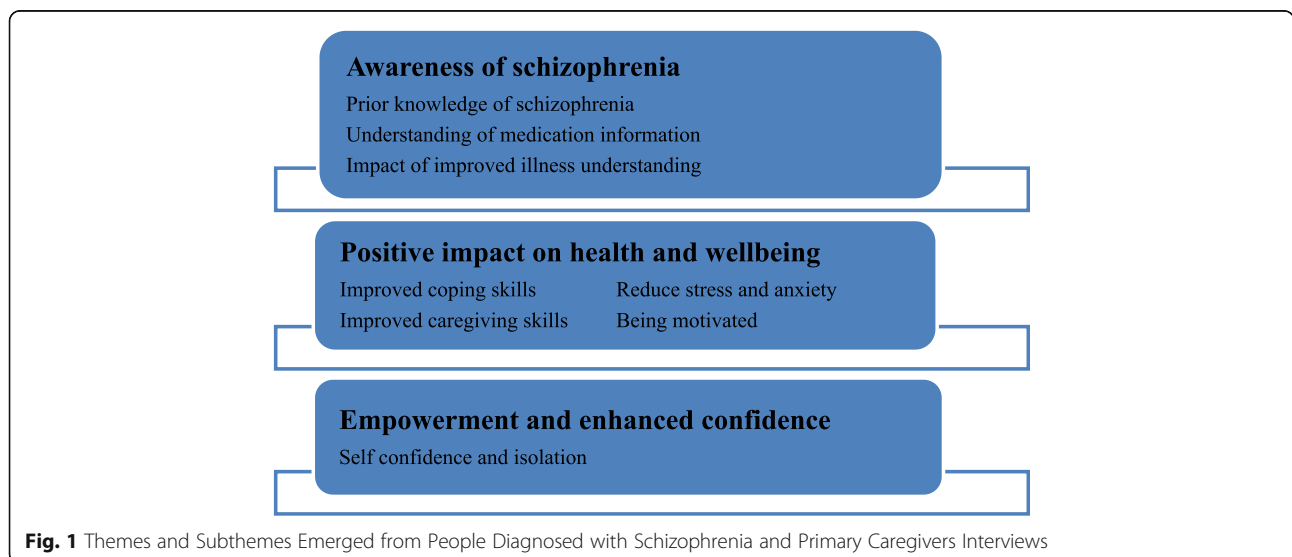 Awareness of schizophrenia
Prior knowledge of schizophrenia
Understanding of medication information
Impact of improved illness understanding
Positive impact on health and wellbeing
Improved coping skills Reduce stress and anxiety
Improved caregiving skills Being motivated
Empowerment and enhanced confidence
Self confidence and isolation
Fig. 1 Themes and Subthemes Emerged from People Diagnosed with Schizophrenia and Primary Caregivers Interviews